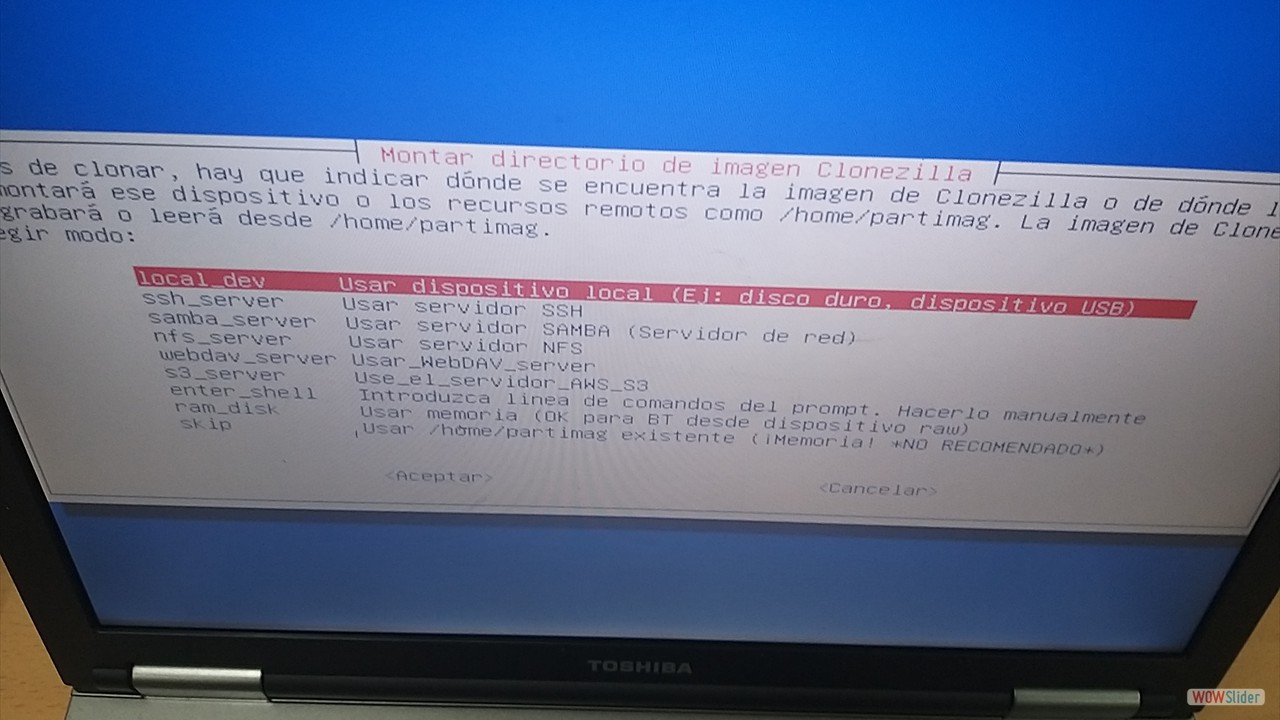 Montar directorio de imagen Clonezilla
s de clonar, hay que indicar dónde se encuentra la imagen de Clonezilla o de dónde l
montará ese dispositivo o los recursos remotos como /home/partimag. La imagen de Clone
grabará o leerá desde /home/partimag.
egir modo:
local_dev Usar dispositivo local (Ej: disco duro, dispositivo USB)
ssh_server Usar servidor SSH
samba_server Usar servidor SAMBA (Servidor de red)
nfs_server Usar servidor NFS
webdav_server Usar_WebDAV_server
s3_server Use_el_servidor_AWS_S3
enter_shell Introduzca linea de comandos del prompt. Hacerlo manualmente
ram_disk Usar memoria (OK para BT desde dispositivo raw)
skip Usar /home/partimag existente (¡Memoria! *NO RECOMENDADO*)
<Aceptar> <Cancelar>
TOSHIBA
WOWSlider